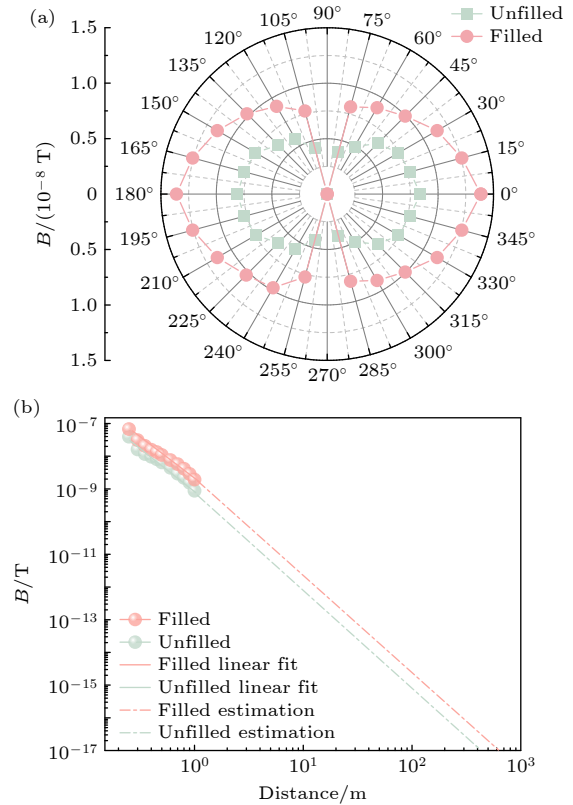 (a)
Unfilled
Filled
B/(10⁻⁸ T)
1.5
1.0
0.5
0
0.5
1.0
1.5
90°
105°
75°
120°
60°
135°
45°
150°
30°
165°
15°
180°
0°
195°
345°
210°
330°
225°
315°
240°
300°
255°
285°
270°
(b)
B/T
10⁻⁷
10⁻⁹
10⁻¹¹
10⁻¹³
10⁻¹⁵
10⁻¹⁷
Filled
Unfilled
Filled linear fit
Unfilled linear fit
Filled estimation
Unfilled estimation
10⁰ 10¹ 10² 10³
Distance/m